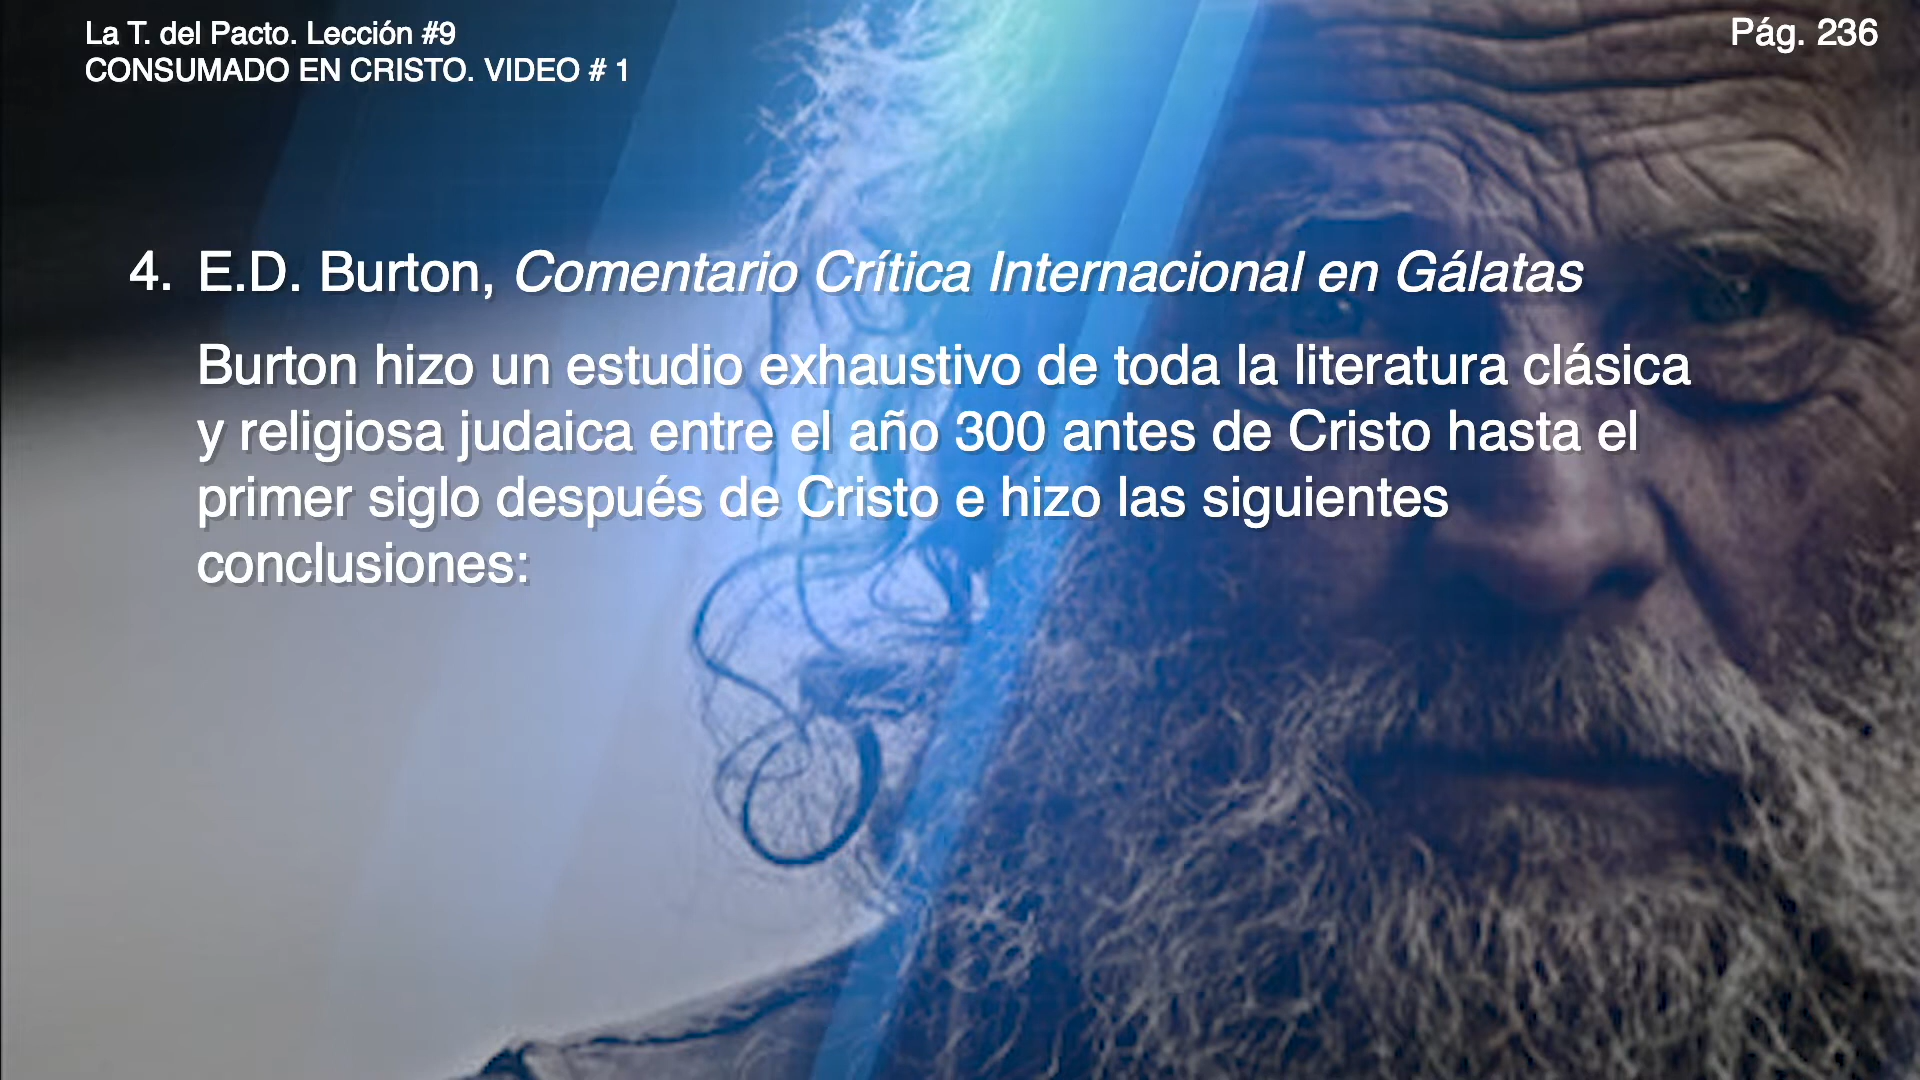 La T. del Pacto. Lección #9
CONSUMADO EN CRISTO. VIDEO # 1
Pág. 236
4. E.D. Burton, Comentario Crítica Internacional en Gálatas
Burton hizo un estudio exhaustivo de toda la literatura clásica
y religiosa judaica entre el año 300 antes de Cristo hasta el
primer siglo después de Cristo e hizo las siguientes
conclusiones: